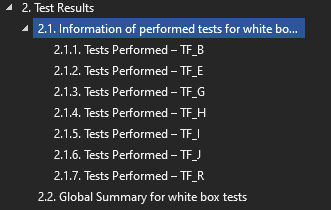 2. Test Results
2.1. Information of performed tests for white bo...
2.1.1. Tests Performed – TF_B
2.1.2. Tests Performed – TF_E
2.1.3. Tests Performed – TF_G
2.1.4. Tests Performed – TF_H
2.1.5. Tests Performed – TF_I
2.1.6. Tests Performed – TF_J
2.1.7. Tests Performed – TF_R
2.2. Global Summary for white box tests